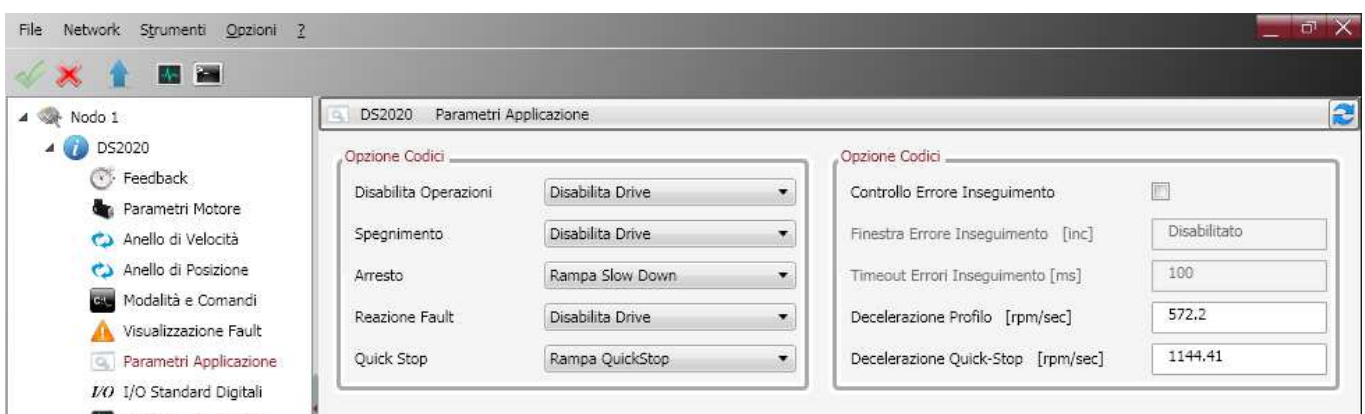 File Network Strumenti Opzioni ?
Nodo 1
DS2020
Feedback
Parametri Motore
Anello di Velocità
Anello di Posizione
Modalità e Comandi
Visualizzazione Fault
Parametri Applicazione
I/O I/O Standard Digitali
DS2020 Parametri Applicazione
Opzione Codici
Disabilita Operazioni Disabilita Drive
Spegnimento Disabilita Drive
Arresto Rampa Slow Down
Reazione Fault Disabilita Drive
Quick Stop Rampa QuickStop
Opzione Codici
Controllo Errore Inseguimento
Finestra Errore Inseguimento [inc] Disabilitato
Timeout Errori Inseguimento [ms] 100
Decelerazione Profilo [rpm/sec] 572.2
Decelerazione Quick-Stop [rpm/sec] 1144.41